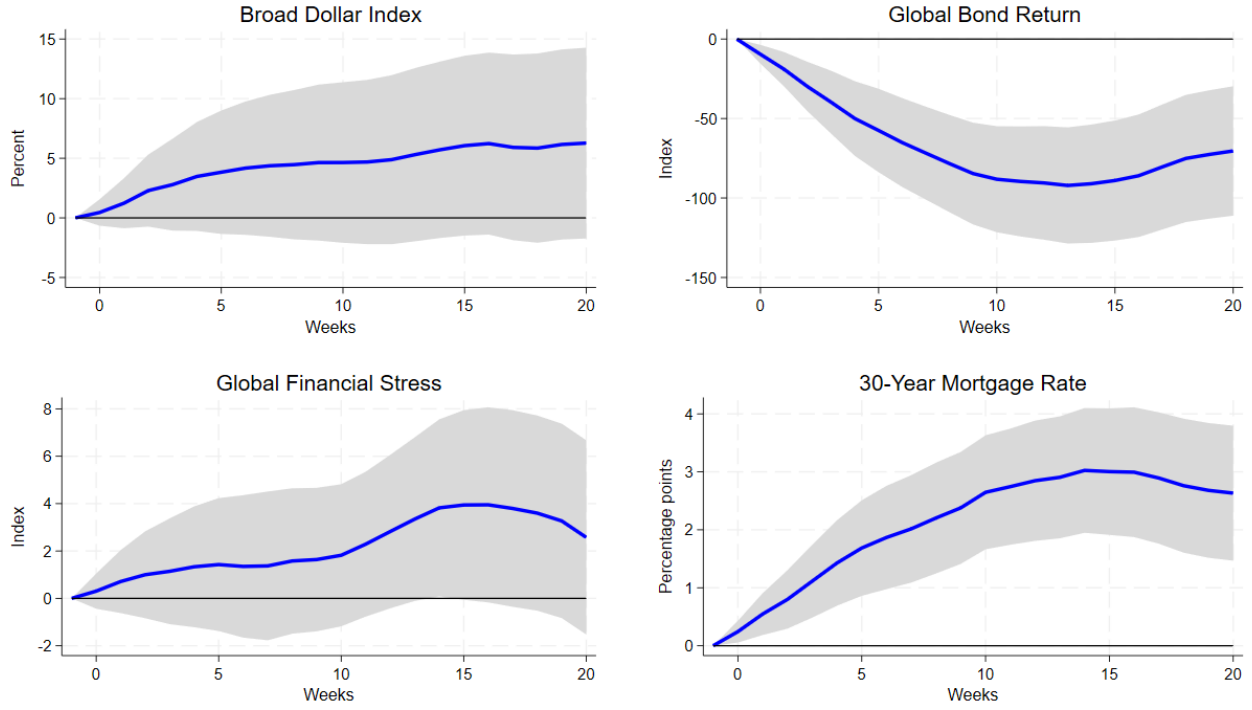 Broad Dollar Index
15
10
5
0
-5
Percent
0 5 10 15 20
Weeks
Global Bond Return
0
-50
-100
-150
Index
0 5 10 15 20
Weeks
Global Financial Stress
8
6
4
2
0
-2
Index
0 5 10 15 20
Weeks
30-Year Mortgage Rate
4
3
2
1
0
Percentage points
0 5 10 15 20
Weeks